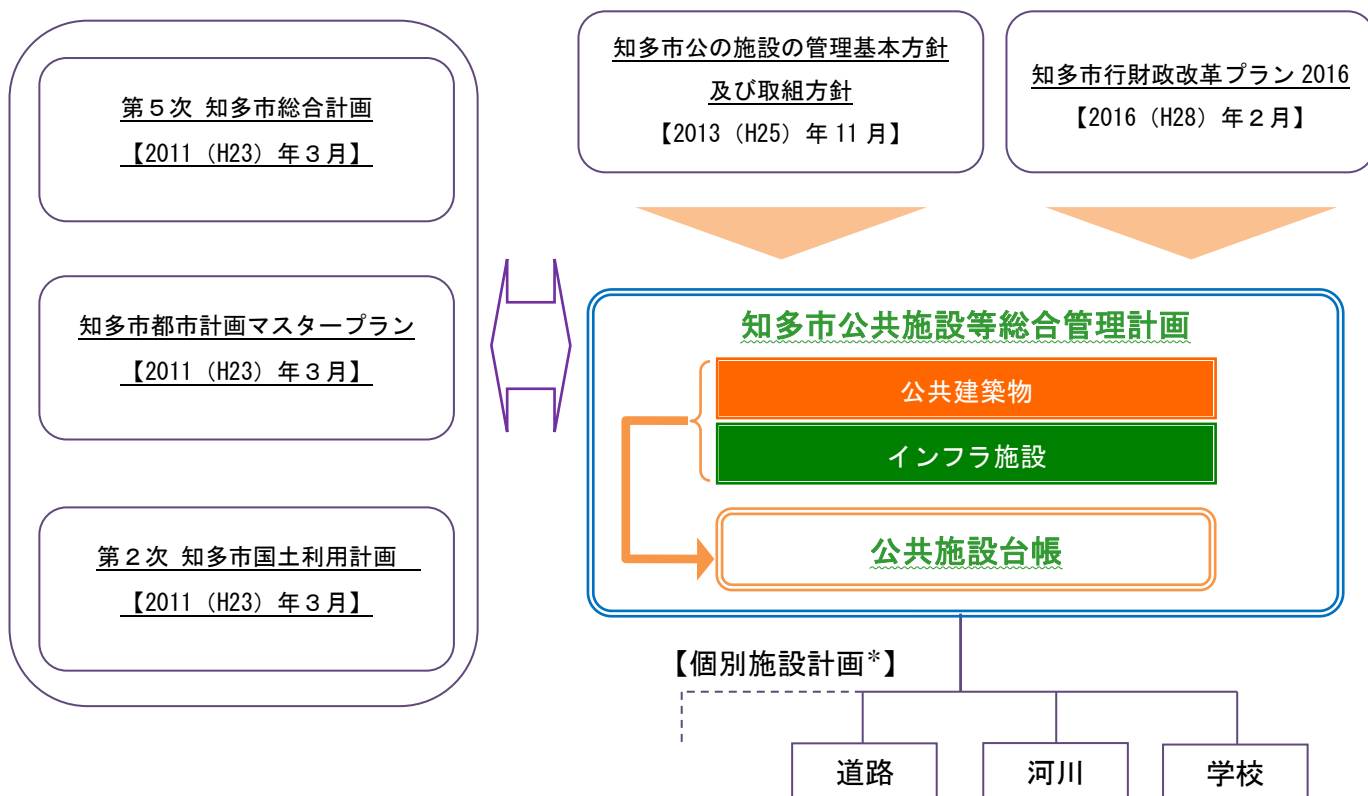 第５次 知多市総合計画
【2011（H23）年３月】
知多市都市計画マスタープラン
【2011（H23）年３月】
第２次 知多市国土利用計画
【2011（H23）年３月】
知多市公の施設の管理基本方針
及び取組方針
【2013（H25）年 11 月】
知多市行財政改革プラン 2016
【2016（H28）年２月】
知多市公共施設等総合管理計画
公共建築物
インフラ施設
公共施設台帳
【個別施設計画*】
道路
河川
学校